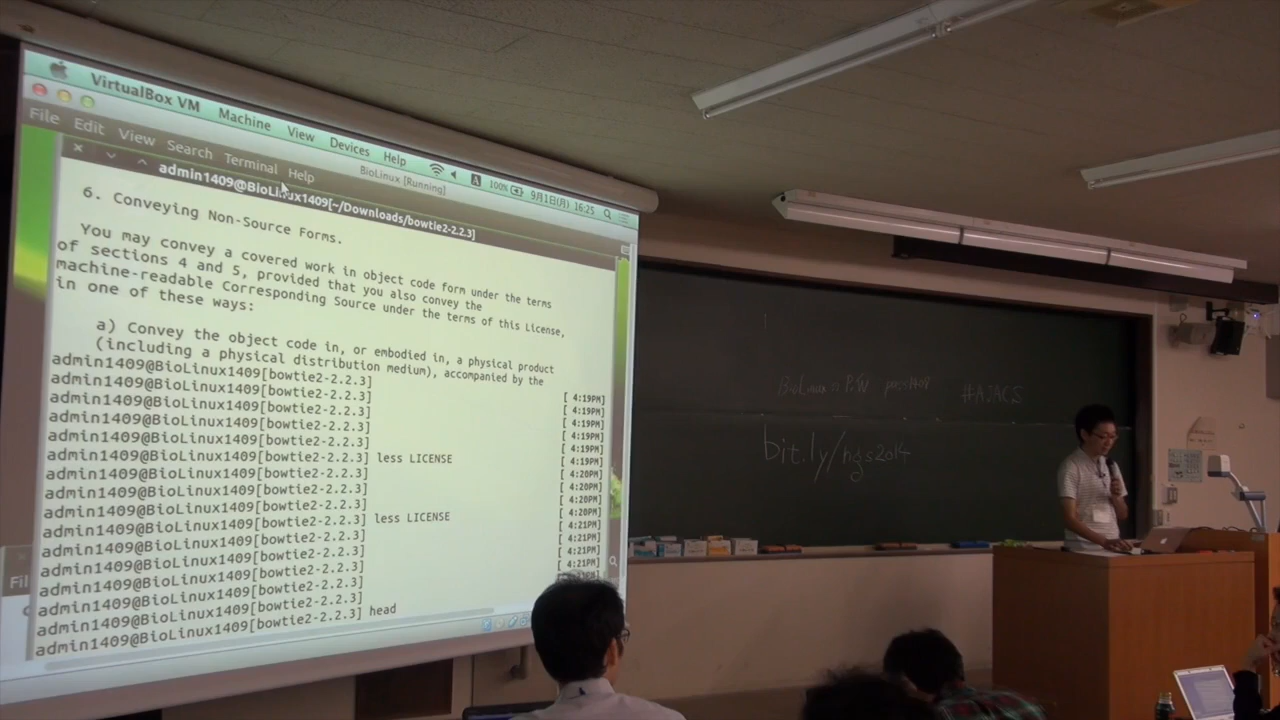 VirtualBox VM Machine View Devices Help 100% 9月1日(月) 16:25
BioLinux [Running]
File Edit View Search Terminal Help
admin1409@BioLinux1409[~/Downloads/bowtie2-2.2.3]
6. Conveying Non-Source Forms.
You may convey a covered work in object code form under the terms
of sections 4 and 5, provided that you also convey the
machine-readable Corresponding Source under the terms of this License,
in one of these ways:
a) Convey the object code in, or embodied in, a physical product
(including a physical distribution medium), accompanied by the
admin1409@BioLinux1409[bowtie2-2.2.3] [ 4:19PM]
admin1409@BioLinux1409[bowtie2-2.2.3] [ 4:19PM]
admin1409@BioLinux1409[bowtie2-2.2.3] [ 4:19PM]
admin1409@BioLinux1409[bowtie2-2.2.3] [ 4:19PM]
admin1409@BioLinux1409[bowtie2-2.2.3] [ 4:19PM]
admin1409@BioLinux1409[bowtie2-2.2.3] less LICENSE [ 4:19PM]
admin1409@BioLinux1409[bowtie2-2.2.3] [ 4:20PM]
admin1409@BioLinux1409[bowtie2-2.2.3] [ 4:20PM]
admin1409@BioLinux1409[bowtie2-2.2.3] [ 4:20PM]
admin1409@BioLinux1409[bowtie2-2.2.3] less LICENSE [ 4:20PM]
admin1409@BioLinux1409[bowtie2-2.2.3] [ 4:21PM]
admin1409@BioLinux1409[bowtie2-2.2.3] [ 4:21PM]
admin1409@BioLinux1409[bowtie2-2.2.3] [ 4:21PM]
admin1409@BioLinux1409[bowtie2-2.2.3] [ 4:21PM]
admin1409@BioLinux1409[bowtie2-2.2.3] head
admin1409@BioLinux1409[bowtie2-2.2.3]
BioLinux #AJACS
bit.ly/ngs2014